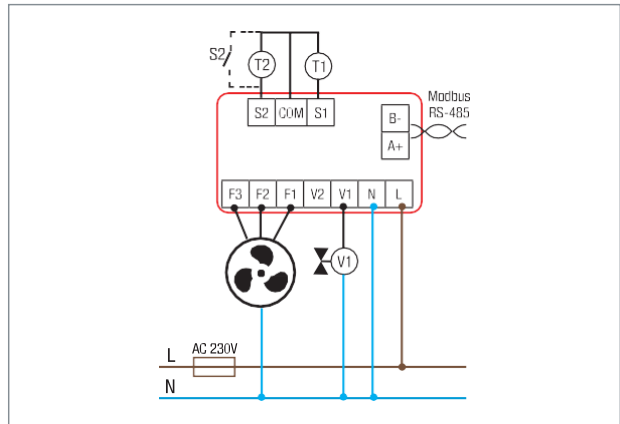 S2
T2
T1
S2 COM S1
Modbus
RS-485
B-
A+
F3 F2 F1 V2 V1 N L
V1
L
AC 230V
N